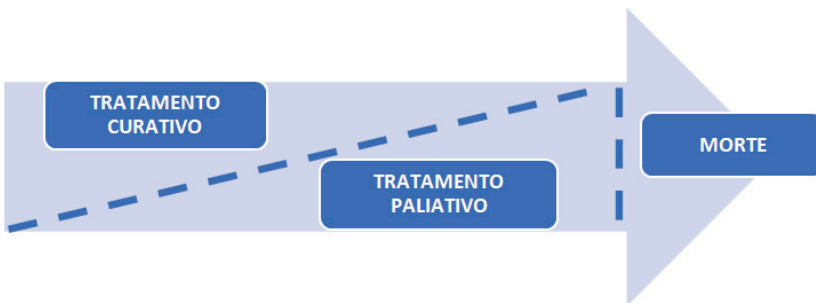 TRATAMENTO
CURATIVO
TRATAMENTO
PALIATIVO
MORTE